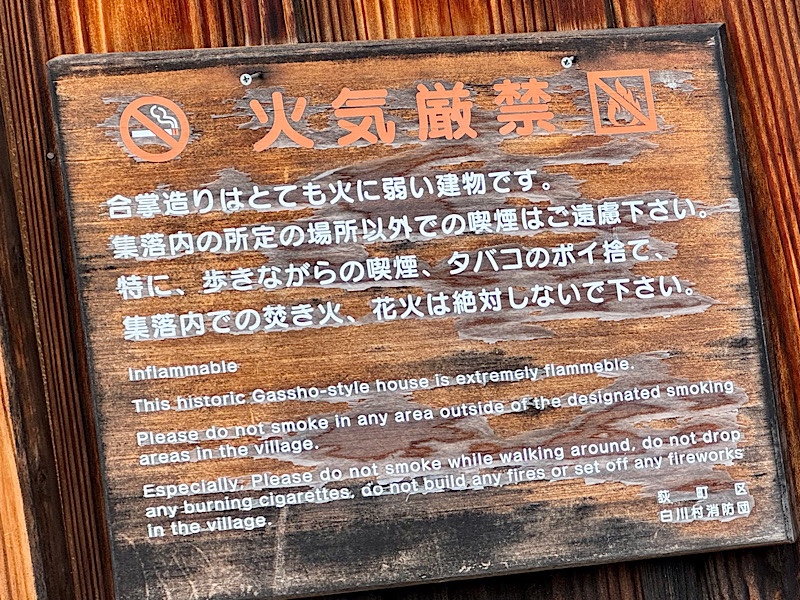 火気厳禁
合掌造りはとても火に弱い建物です。
集落内の所定の場所以外での喫煙はご遠慮下さい。
特に、歩きながらの喫煙、タバコのポイ捨て、
集落内での焚き火、花火は絶対しないで下さい。
Inflammable
This historic Gassho-style house is extremely flammeble.
Please do not smoke in any area outside of the designated smoking
areas in the village.
Especially, Please do not smoke while walking around, do not drop
any burning cigarettes, do not build any fires or set off any fireworks
in the village.
荻町区
白川村消防団